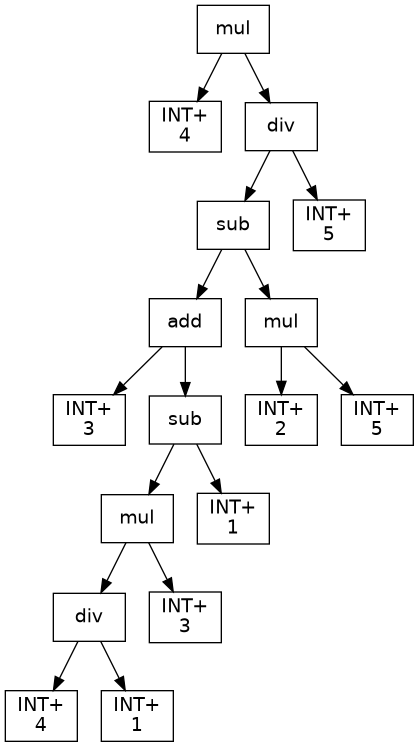 mul
INT+
4
div
sub
INT+
5
add
mul
INT+
3
sub
INT+
2
INT+
5
mul
INT+
1
div
INT+
3
INT+
4
INT+
1